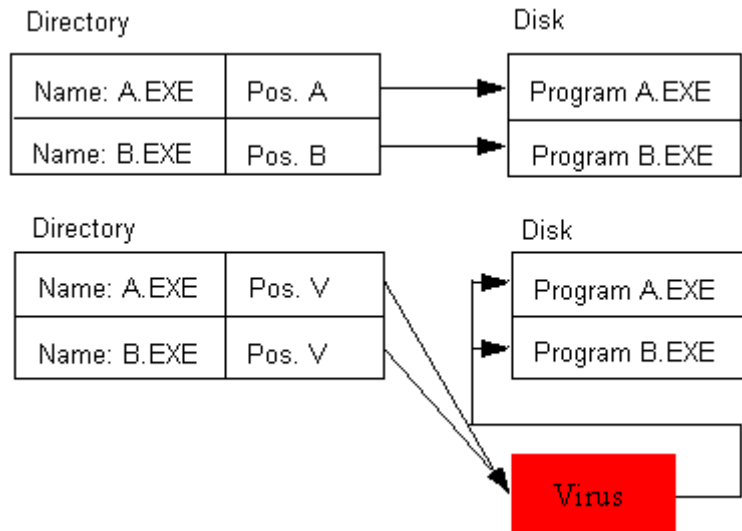 Directory
Disk
Name: A.EXE Pos. A Program A.EXE
Name: B.EXE Pos. B Program B.EXE
Directory
Disk
Name: A.EXE Pos. V Program A.EXE
Name: B.EXE Pos. V Program B.EXE
Virus